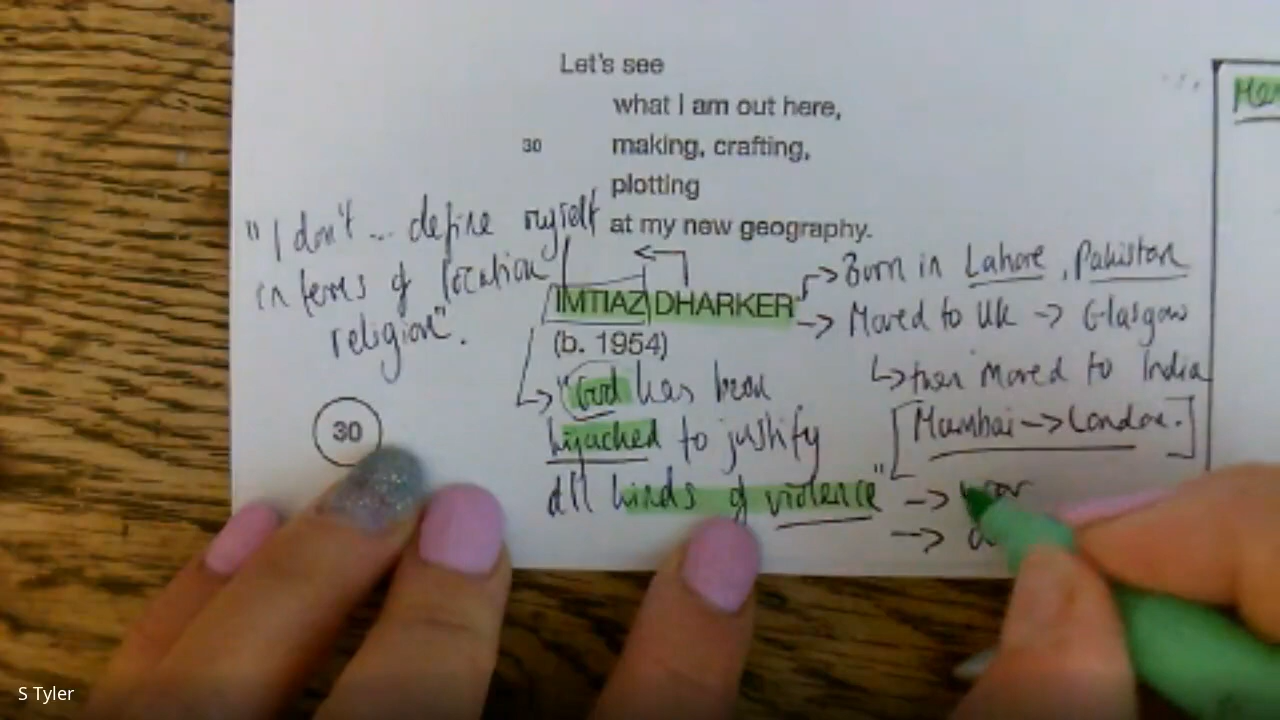 Let's see
what I am out here,
30 making, crafting,
plotting
at my new geography.
"I don't ... define myself
in terms of location
religion".
IMTIAZ DHARKER
(b. 1954)
-> Born in Lahore, Pakistan
-> Moved to UK -> Glasgow
↳ then moved to India
[Mumbai -> London.]
-> "God has been
hijacked to justify
all kinds of violence"
-> war
->
30
S Tyler